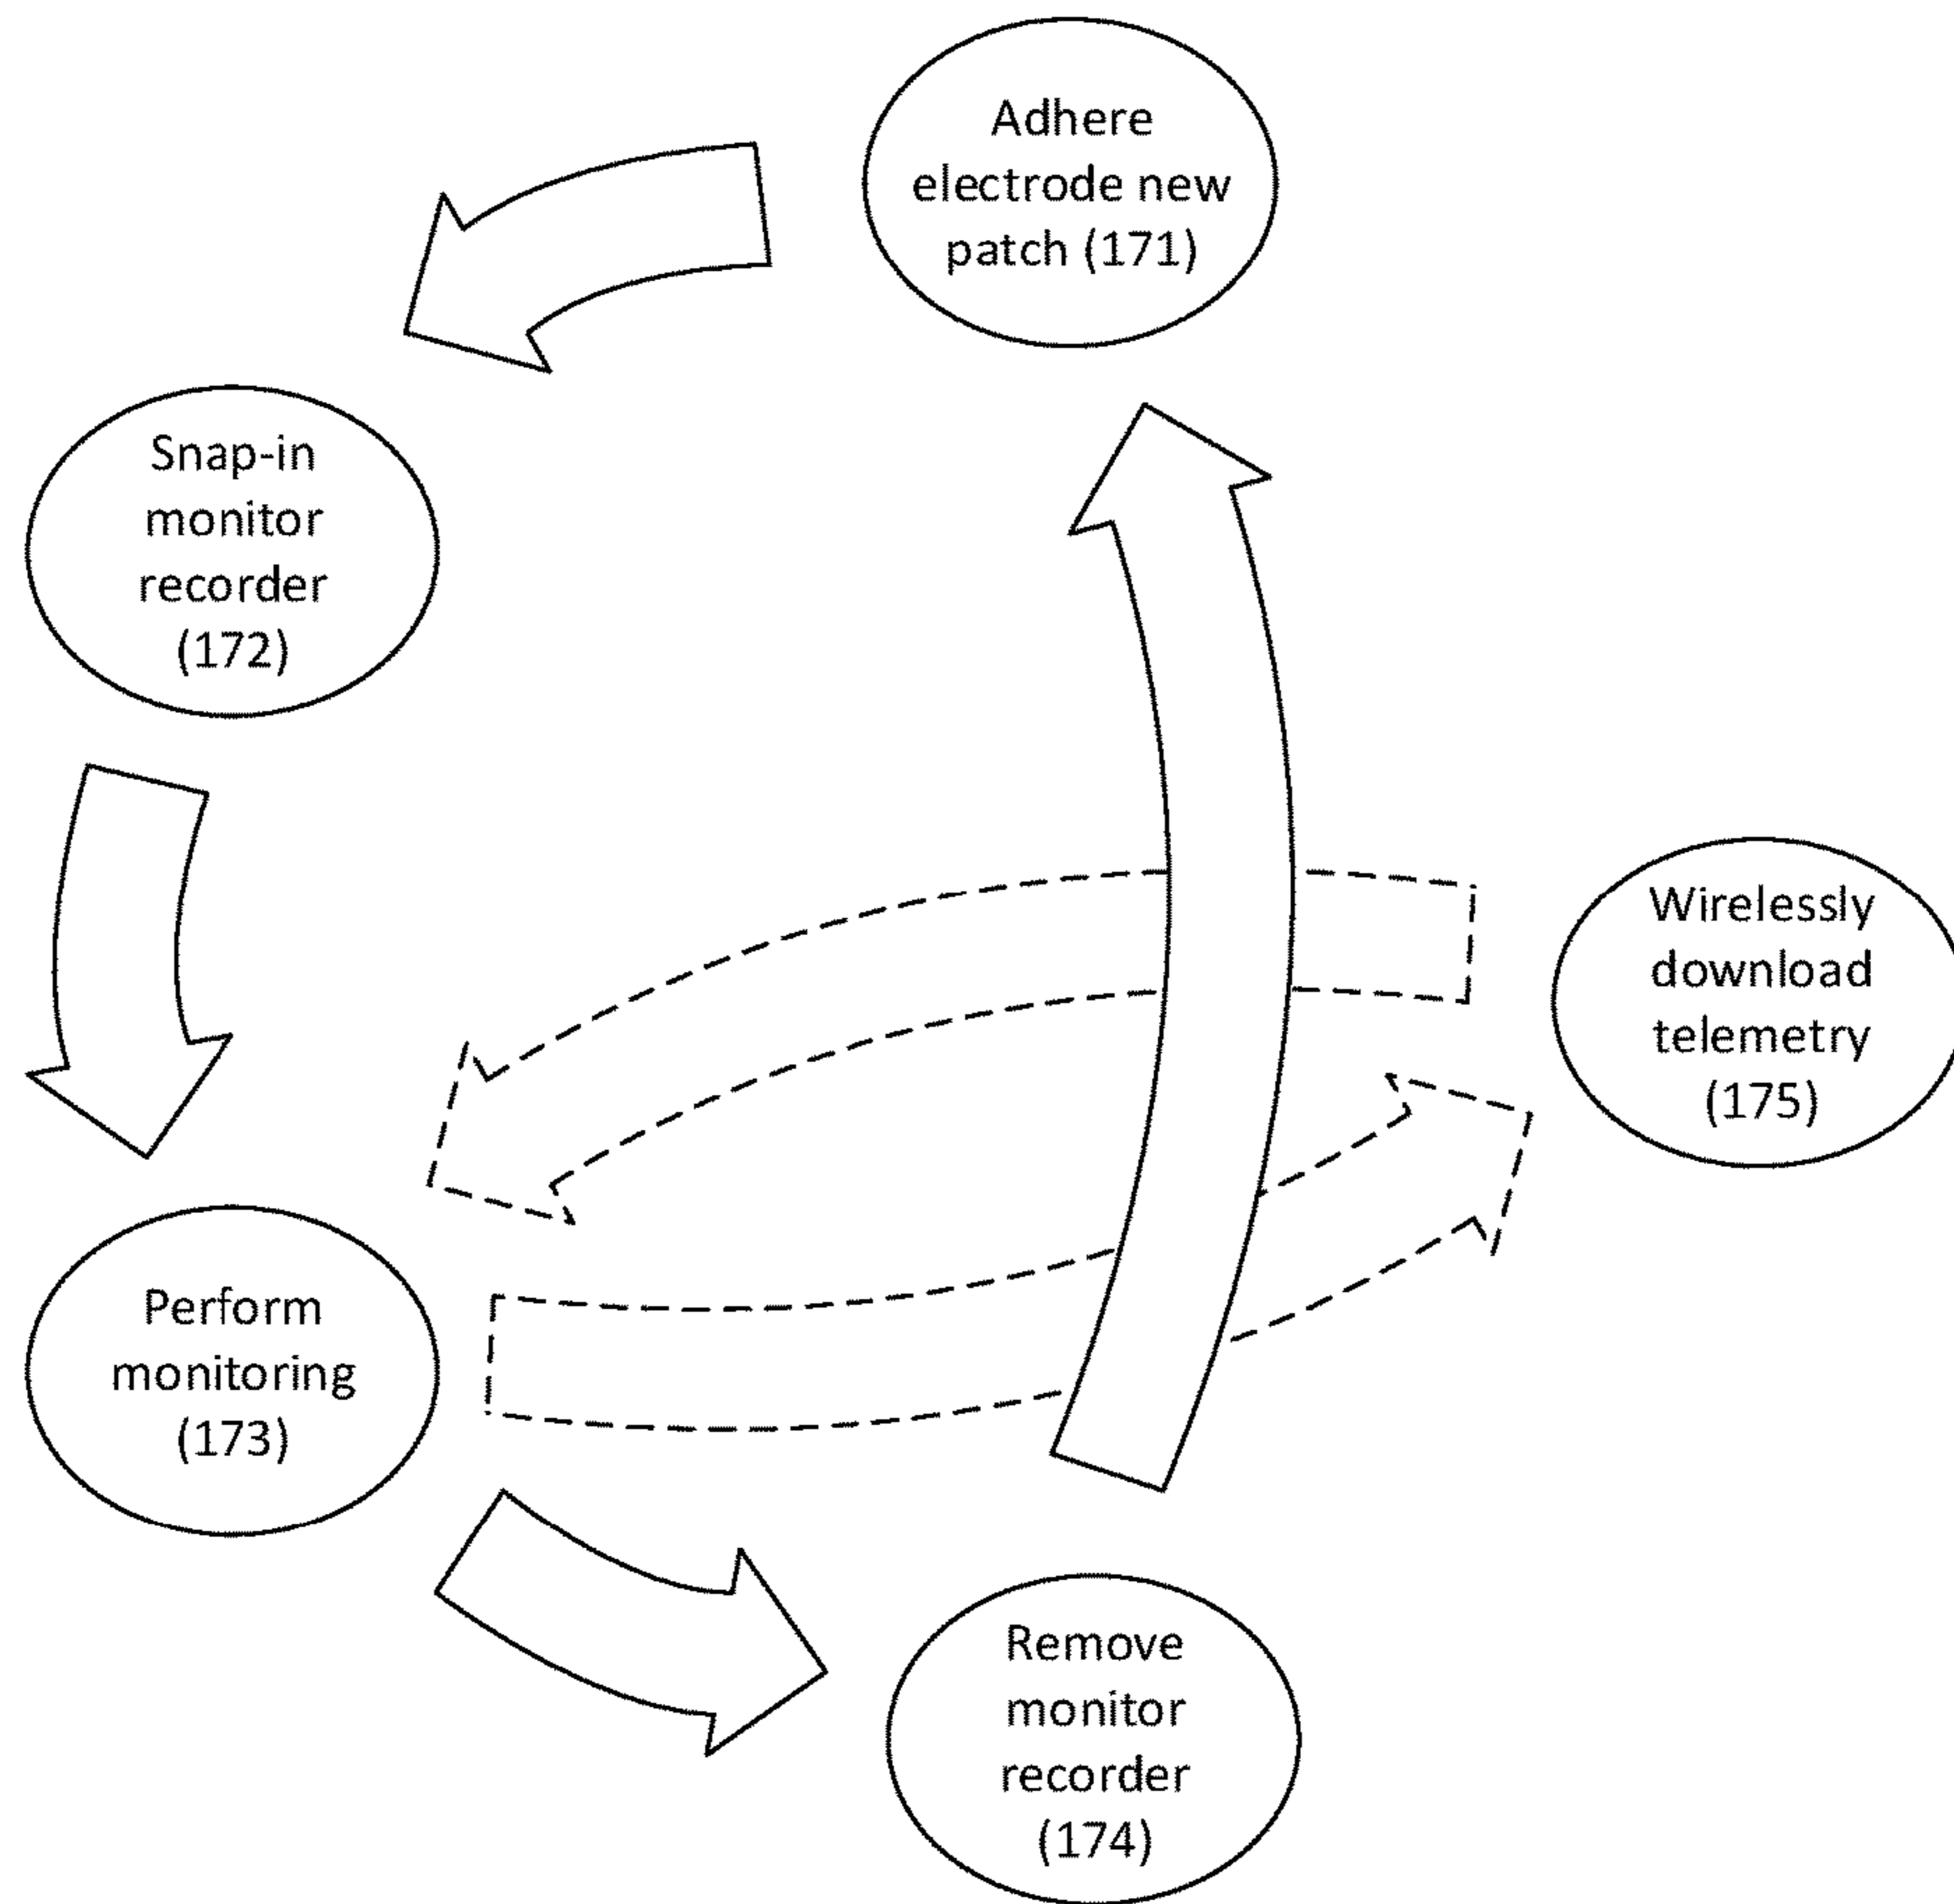 Adhere
electrode new
patch (171)
Snap-in
monitor
recorder
(172)
Wirelessly
download
telemetry
(175)
Perform
monitoring
(173)
Remove
monitor
recorder
(174)